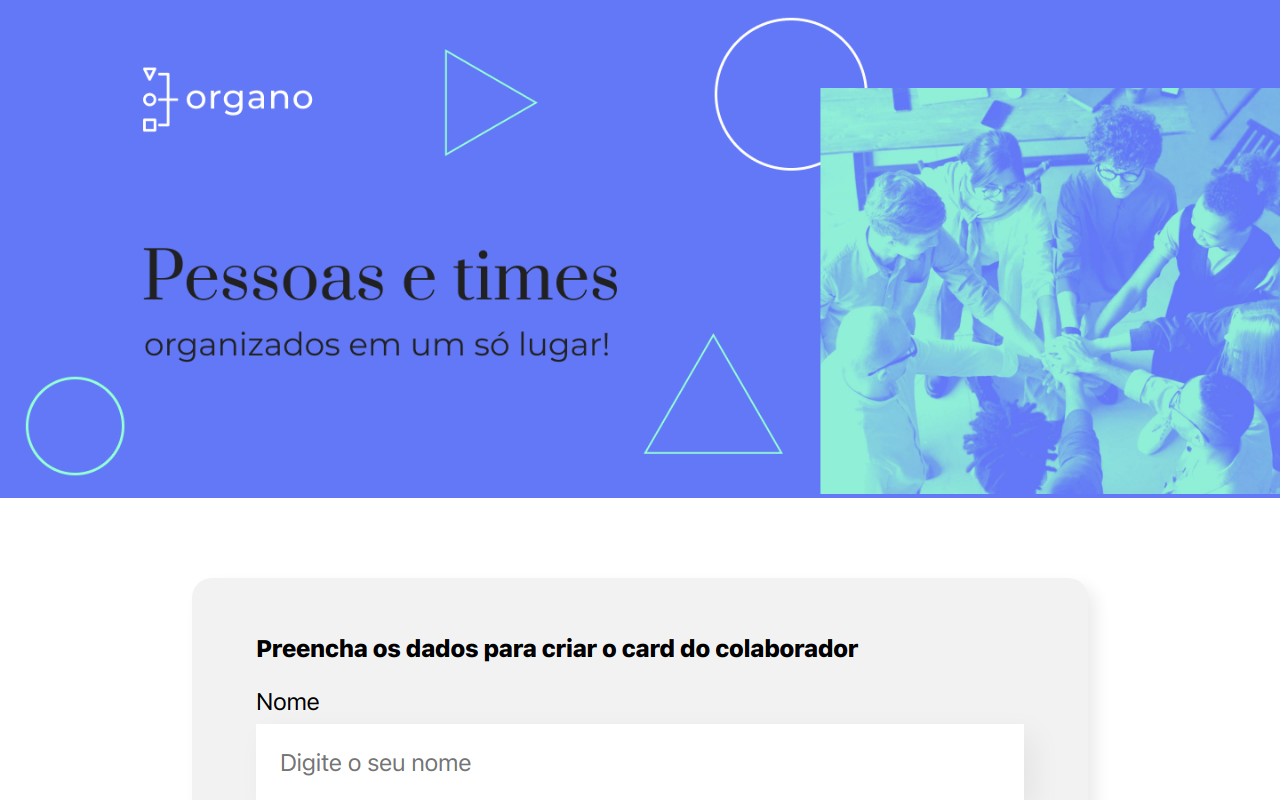 organo
Pessoas e times
organizados em um só lugar!
Preencha os dados para criar o card do colaborador
Nome
Digite o seu nome